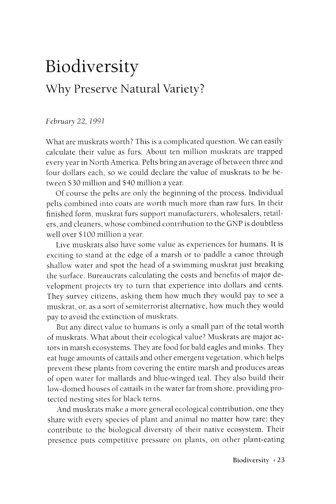 Biodiversity
Why Preserve Natural Variety?
February 22, 1991
What are muskrats worth? This is a complicated question. We can easily
calculate their value as furs. About ten million muskrats are trapped
every year in North America. Pelts bring an average of between three and
four dollars each, so we could declare the value of muskrats to be be-
tween $30 million and $40 million a year.
Of course the pelts are only the beginning of the process. Individual
pelts combined into coats are worth much more than raw furs. In their
finished form, muskrat furs support manufacturers, wholesalers, retail-
ers, and cleaners, whose combined contribution to the GNP is doubtless
well over $100 million a year.
Live muskrats also have some value as experiences for humans. It is
exciting to stand at the edge of a marsh or to paddle a canoe through
shallow water and spot the head of a swimming muskrat just breaking
the surface. Bureaucrats calculating the costs and benefits of major de-
velopment projects try to turn that experience into dollars and cents.
They survey citizens, asking them how much they would pay to see a
muskrat, or, as a sort of semiterrorist alternative, how much they would
pay to avoid the extinction of muskrats.
But any direct value to humans is only a small part of the total worth
of muskrats. What about their ecological value? Muskrats are major ac-
tors in marsh ecosystems. They are food for bald eagles and minks. They
eat huge amounts of cattails and other emergent vegetation, which helps
prevent these plants from covering the entire marsh and produces areas
of open water for mallards and blue-winged teal. They also build their
low-domed houses of cattails in the water far from shore, providing pro-
tected nesting sites for black terns.
And muskrats make a more general ecological contribution, one they
share with every species of plant and animal no matter how rare: they
contribute to the biological diversity of their native ecosystem. Their
presence puts competitive pressure on plants, on other plant-eating
Biodiversity • 23